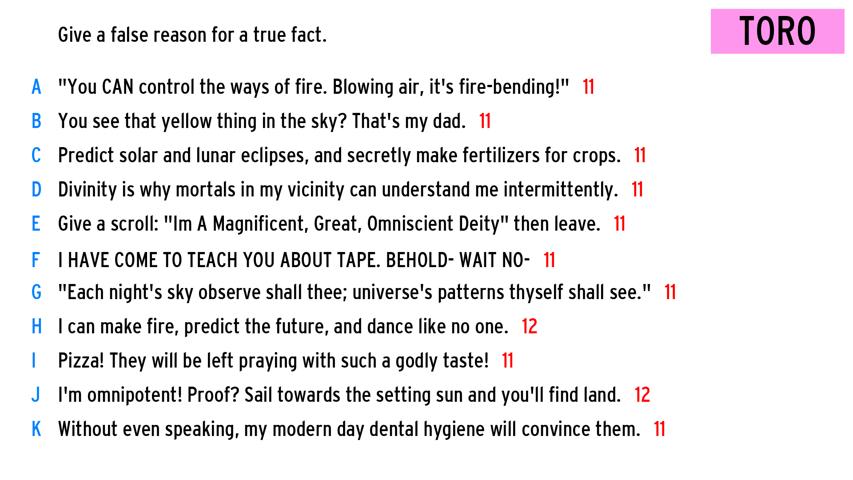 Give a false reason for a true fact.
TORO
A "You CAN control the ways of fire. Blowing air, it's fire-bending!" 11
B You see that yellow thing in the sky? That's my dad. 11
C Predict solar and lunar eclipses, and secretly make fertilizers for crops. 11
D Divinity is why mortals in my vicinity can understand me intermittently. 11
E Give a scroll: "Im A Magnificent, Great, Omniscient Deity" then leave. 11
F I HAVE COME TO TEACH YOU ABOUT TAPE. BEHOLD- WAIT NO- 11
G "Each night's sky observe shall thee; universe's patterns thyself shall see." 11
H I can make fire, predict the future, and dance like no one. 12
I Pizza! They will be left praying with such a godly taste! 11
J I'm omnipotent! Proof? Sail towards the setting sun and you'll find land. 12
K Without even speaking, my modern day dental hygiene will convince them. 11